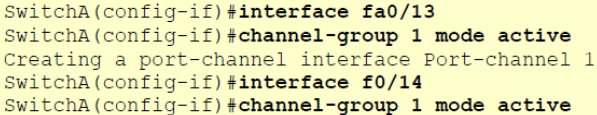 SwitchA(config-if)#interface fa0/13
SwitchA(config-if)#channel-group 1 mode active
Creating a port-channel interface Port-channel 1
SwitchA(config-if)#interface f0/14
SwitchA(config-if)#channel-group 1 mode active